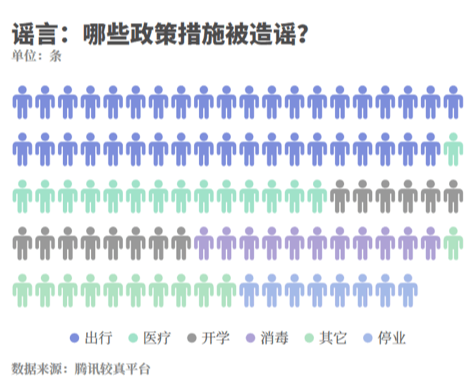 谣言：哪些政策措施被造谣？
单位：条
出行 医疗 开学 消毒 其它 停业
数据来源：腾讯较真平台